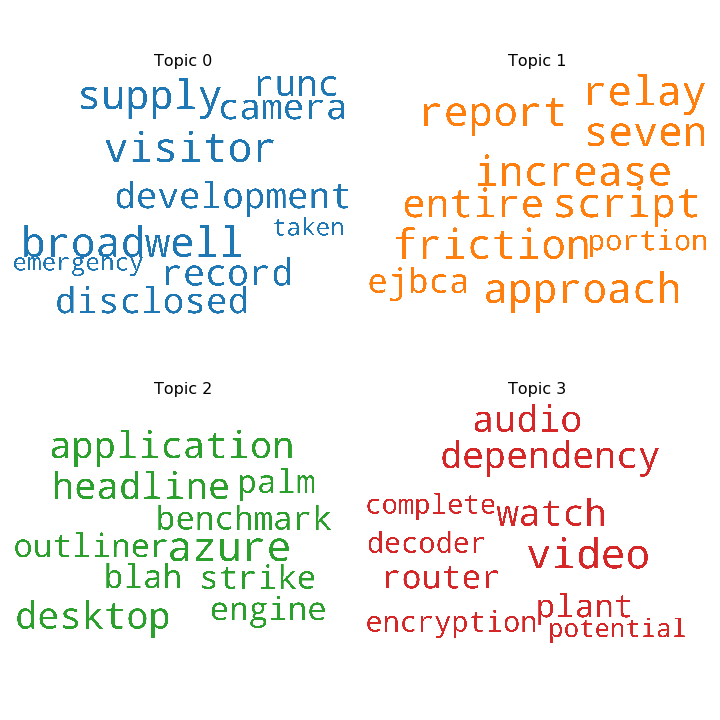 Topic 0
supply
runc
camera
visitor
development
taken
broadwell
emergency
record
disclosed
Topic 1
relay
report
seven
increase
entire
script
friction
portion
ejbca
approach
Topic 2
application
headline
palm
benchmark
outliner
azure
blah
strike
desktop
engine
Topic 3
audio
dependency
complete
watch
decoder
video
router
plant
encryption
potential